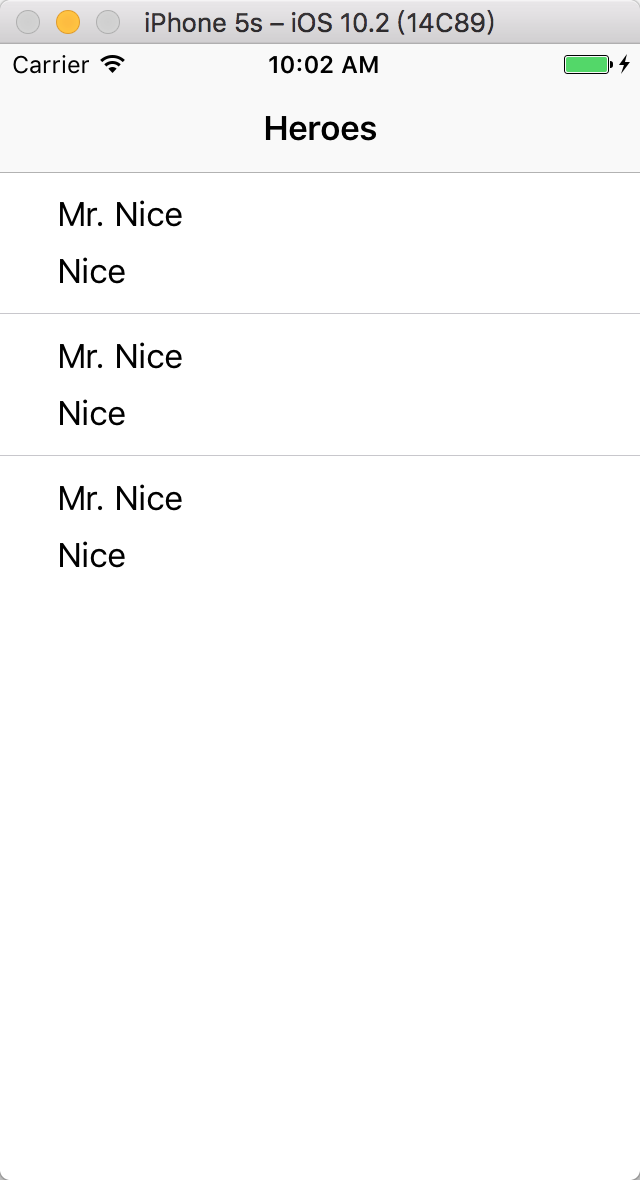 iPhone 5s – iOS 10.2 (14C89)
Carrier 10:02 AM
Heroes
Mr. Nice
Nice
Mr. Nice
Nice
Mr. Nice
Nice